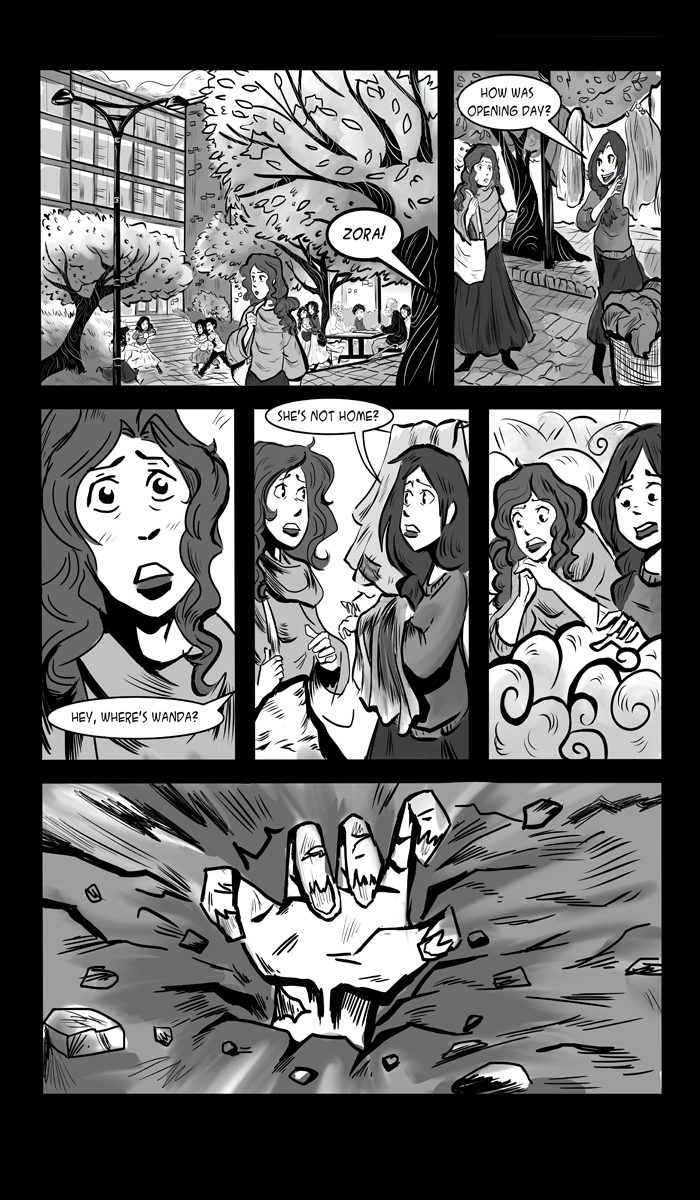 ZORA!
HOW WAS
OPENING DAY?
HEY, WHERE'S WANDA?
SHE'S NOT HOME?